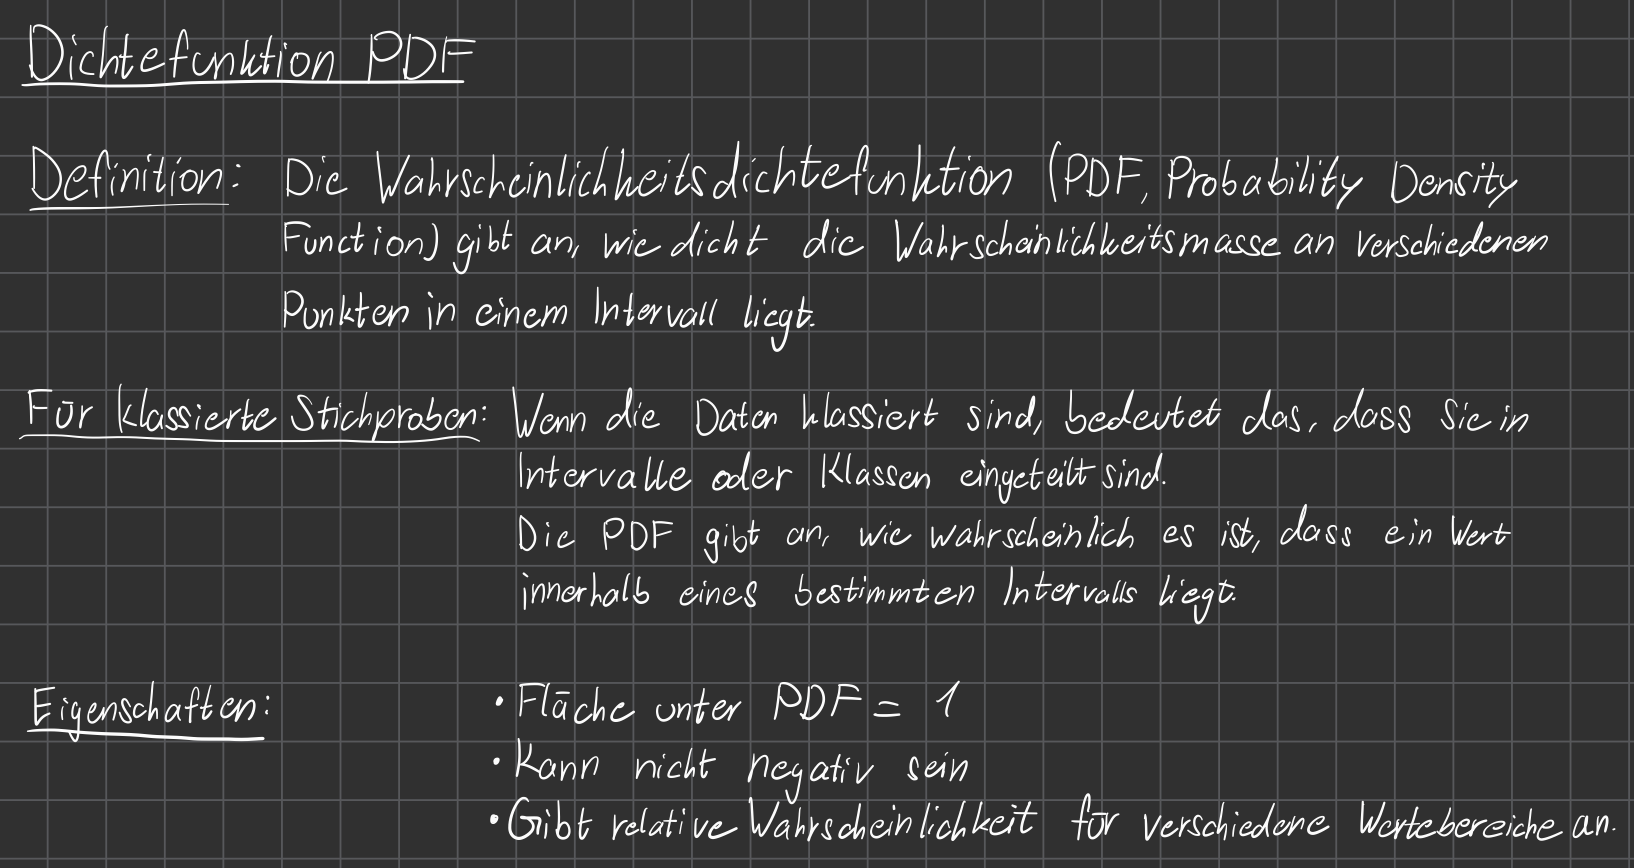 Dichtefunktion PDF
Definition: Die Wahrscheinlichkeitsdichtefunktion (PDF, Probability Density
Function) gibt an, wie dicht die Wahrscheinlichkeitsmasse an verschiedenen
Punkten in einem Intervall liegt.
Für klassierte Stichproben: Wenn die Daten klassiert sind, bedeutet das, dass sie in
Intervalle oder Klassen eingeteilt sind.
Die PDF gibt an, wie wahrscheinlich es ist, dass ein Wert
innerhalb eines bestimmten Intervalls liegt.
Eigenschaften: • Fläche unter PDF = 1
• Kann nicht negativ sein
• Gibt relative Wahrscheinlichkeit für verschiedene Wertebereiche an.